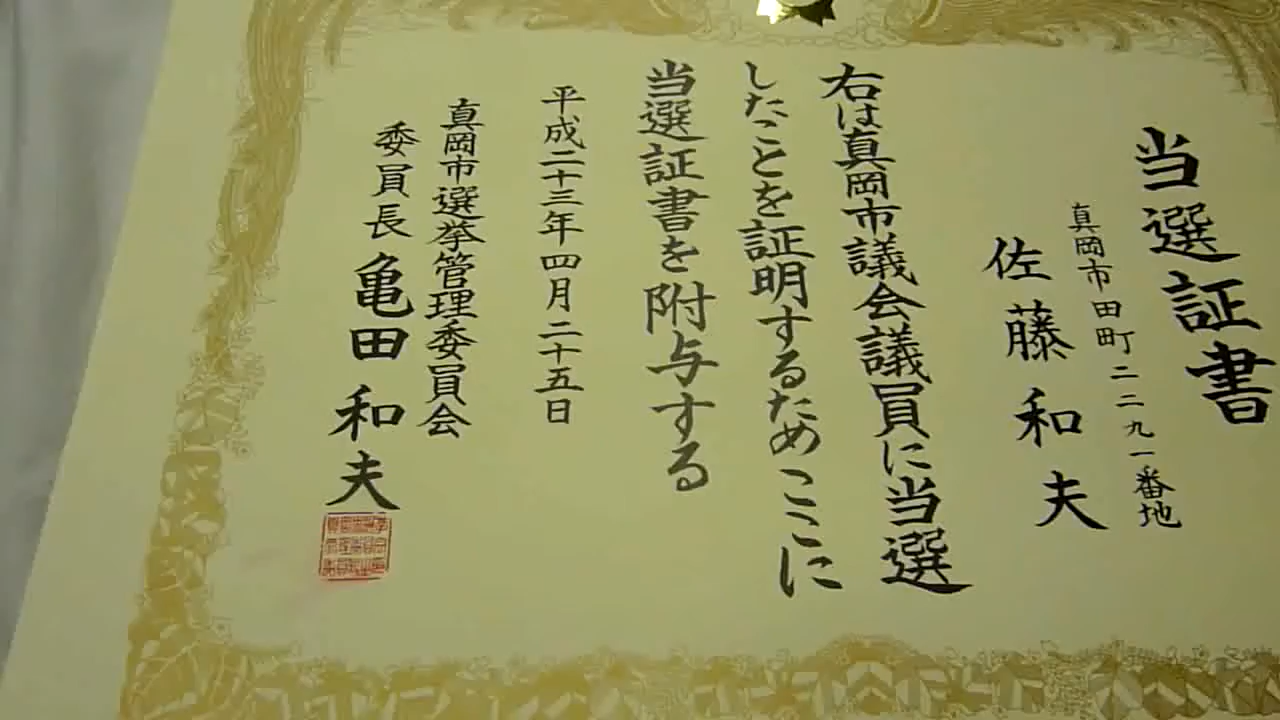 当選証書
真岡市田町二二九一番地
佐藤和夫
右は真岡市議会議員に当選
したことを証明するためここに
当選証書を附与する
平成二十三年四月二十五日
真岡市選挙管理委員会
委員長 亀田和夫